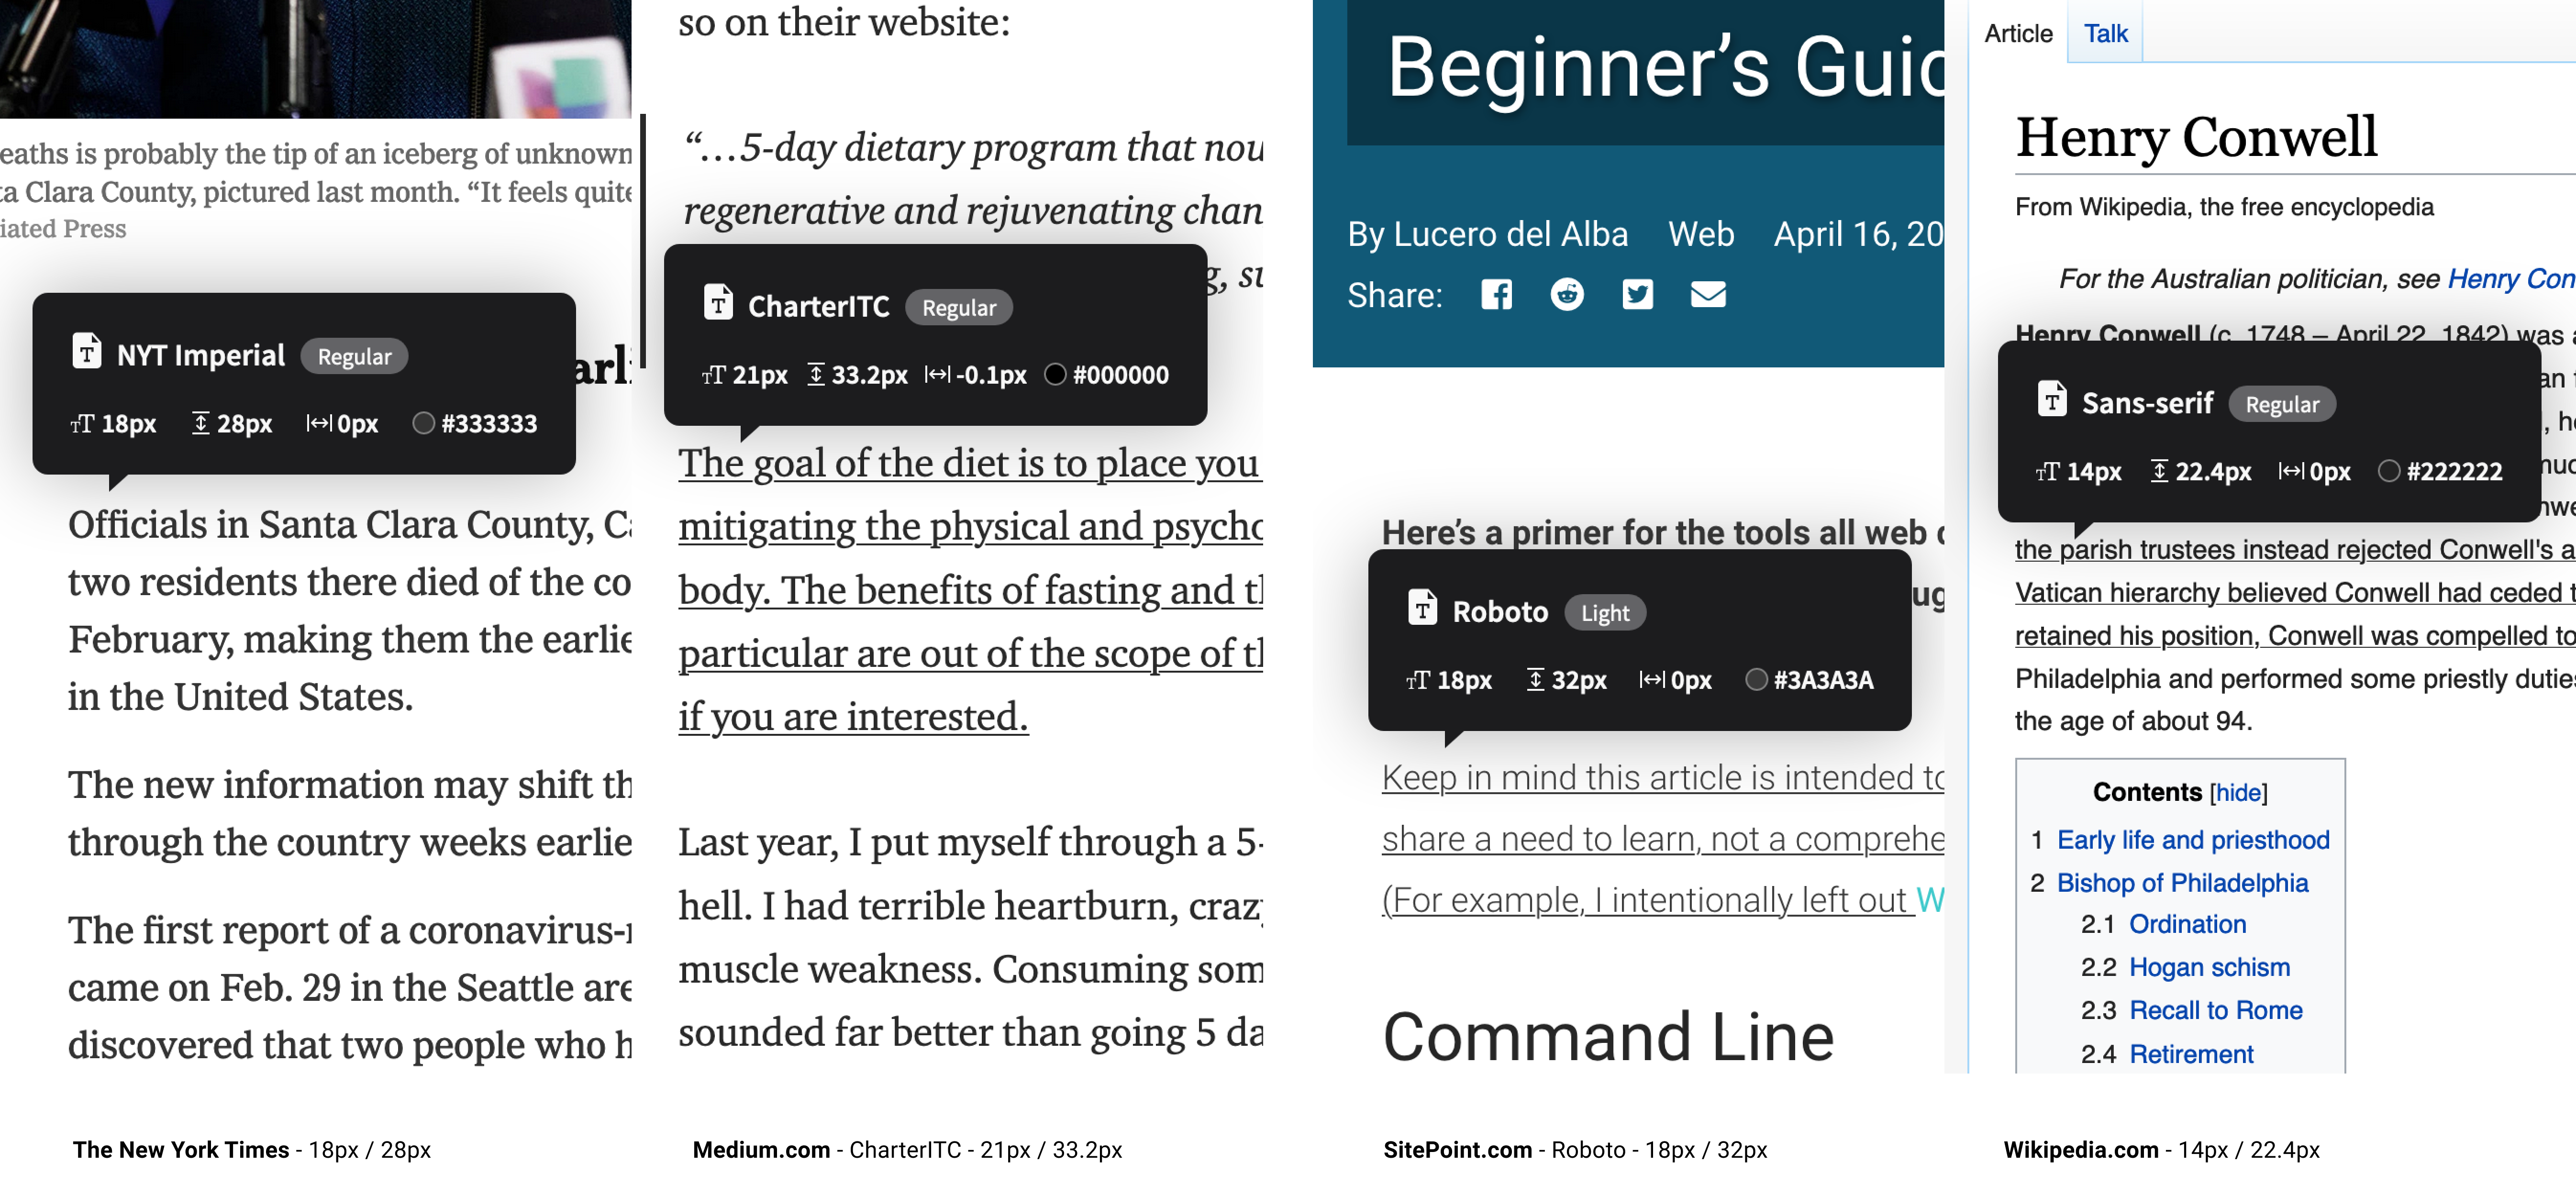 eaths is probably the tip of an iceberg of unknown
ta Clara County, pictured last month. “It feels quite
iated Press
arli
NYT Imperial Regular
18px 28px 0px #333333
Officials in Santa Clara County, Ca
two residents there died of the co
February, making them the earlie
in the United States.
The new information may shift th
through the country weeks earlie
The first report of a coronavirus-r
came on Feb. 29 in the Seattle are
discovered that two people who h
The New York Times - 18px / 28px
so on their website:
“…5-day dietary program that nou
regenerative and rejuvenating chan
g, su
CharterITC Regular
21px 33.2px -0.1px #000000
The goal of the diet is to place you
mitigating the physical and psycho
body. The benefits of fasting and th
particular are out of the scope of th
if you are interested.
Last year, I put myself through a 5-
hell. I had terrible heartburn, crazy
muscle weakness. Consuming som
sounded far better than going 5 da
Medium.com - CharterITC - 21px / 33.2px
Beginner’s Guid
By Lucero del Alba Web April 16, 20
Share:
Here’s a primer for the tools all web d
ug
Roboto Light
18px 32px 0px #3A3A3A
Keep in mind this article is intended to
share a need to learn, not a comprehe
(For example, I intentionally left out W
Command Line
SitePoint.com - Roboto - 18px / 32px
Article Talk
Henry Conwell
From Wikipedia, the free encyclopedia
For the Australian politician, see Henry Con
Henry Conwell (c. 1748 – April 22, 1842) was a
an
, he
uc
nwe
Sans-serif Regular
14px 22.4px 0px #222222
the parish trustees instead rejected Conwell's a
Vatican hierarchy believed Conwell had ceded t
retained his position, Conwell was compelled to
Philadelphia and performed some priestly duties
the age of about 94.
Contents [hide]
1 Early life and priesthood
2 Bishop of Philadelphia
2.1 Ordination
2.2 Hogan schism
2.3 Recall to Rome
2.4 Retirement
Wikipedia.com - 14px / 22.4px